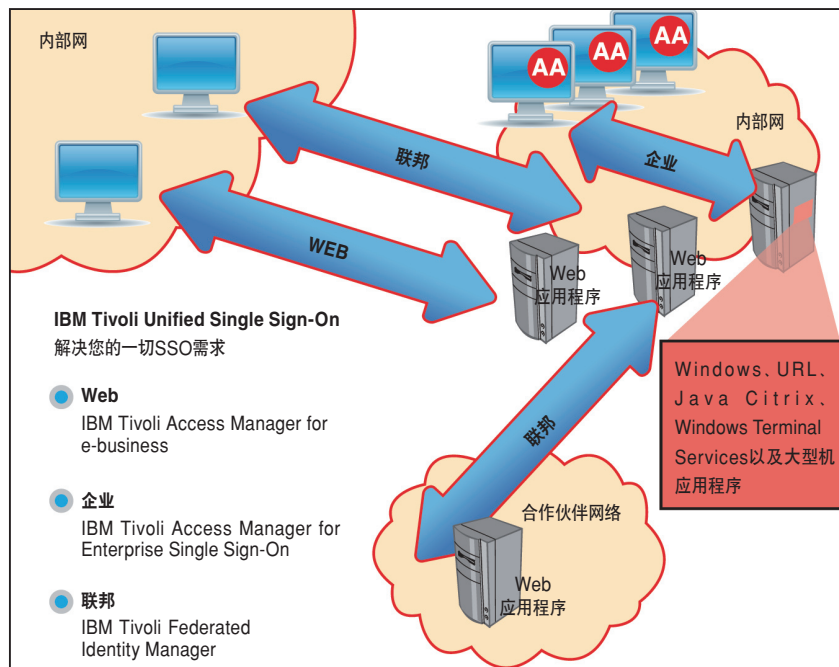 内部网
AA
AA
AA
内部网
联邦
企业
WEB
Web
应用程序
Web
应用程序
IBM Tivoli Unified Single Sign-On
解决您的一切SSO需求
Web
IBM Tivoli Access Manager for
e-business
企业
IBM Tivoli Access Manager for
Enterprise Single Sign-On
联邦
IBM Tivoli Federated
Identity Manager
Windows、URL、
Java Citrix、
Windows Terminal
Services以及大型机
应用程序
联邦
合作伙伴网络
Web
应用程序